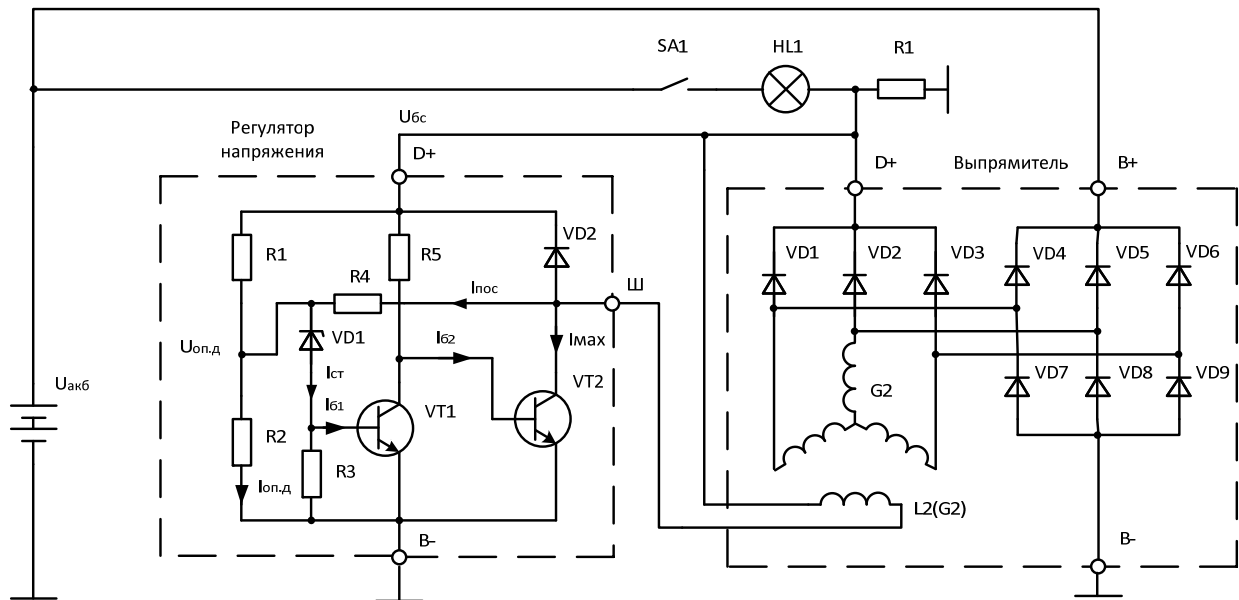 SA1
HL1
R1
Uбс
Регулятор
напряжения
D+
D+
Выпрямитель
B+
VD2
R1
R5
R4
Iпос
Ш
VD1
VD2
VD3
VD4
VD5
VD6
Uоп.д
VD1
Iб2
Iмах
Iст
VT2
Uакб
Iб1
VT1
G2
VD7
VD8
VD9
R2
R3
Iоп.д
L2(G2)
B-
B-